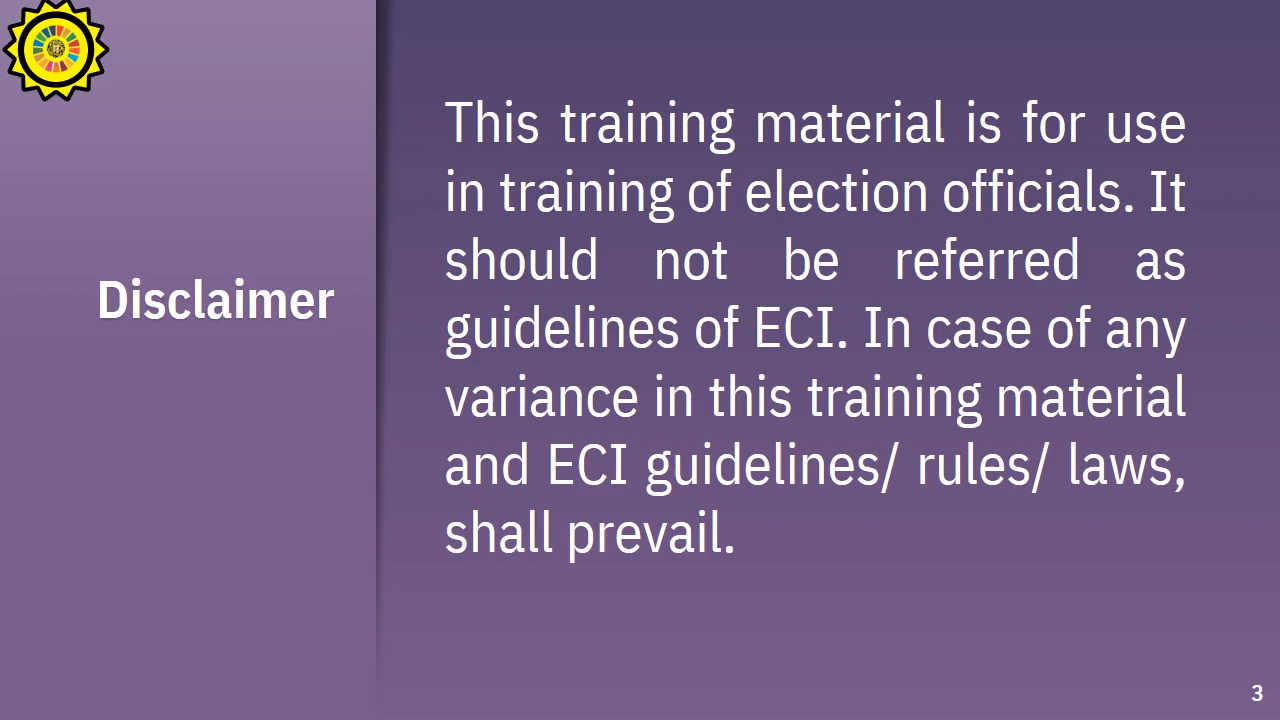 Disclaimer
This training material is for use
in training of election officials. It
should not be referred as
guidelines of ECI. In case of any
variance in this training material
and ECI guidelines/ rules/ laws,
shall prevail.
3